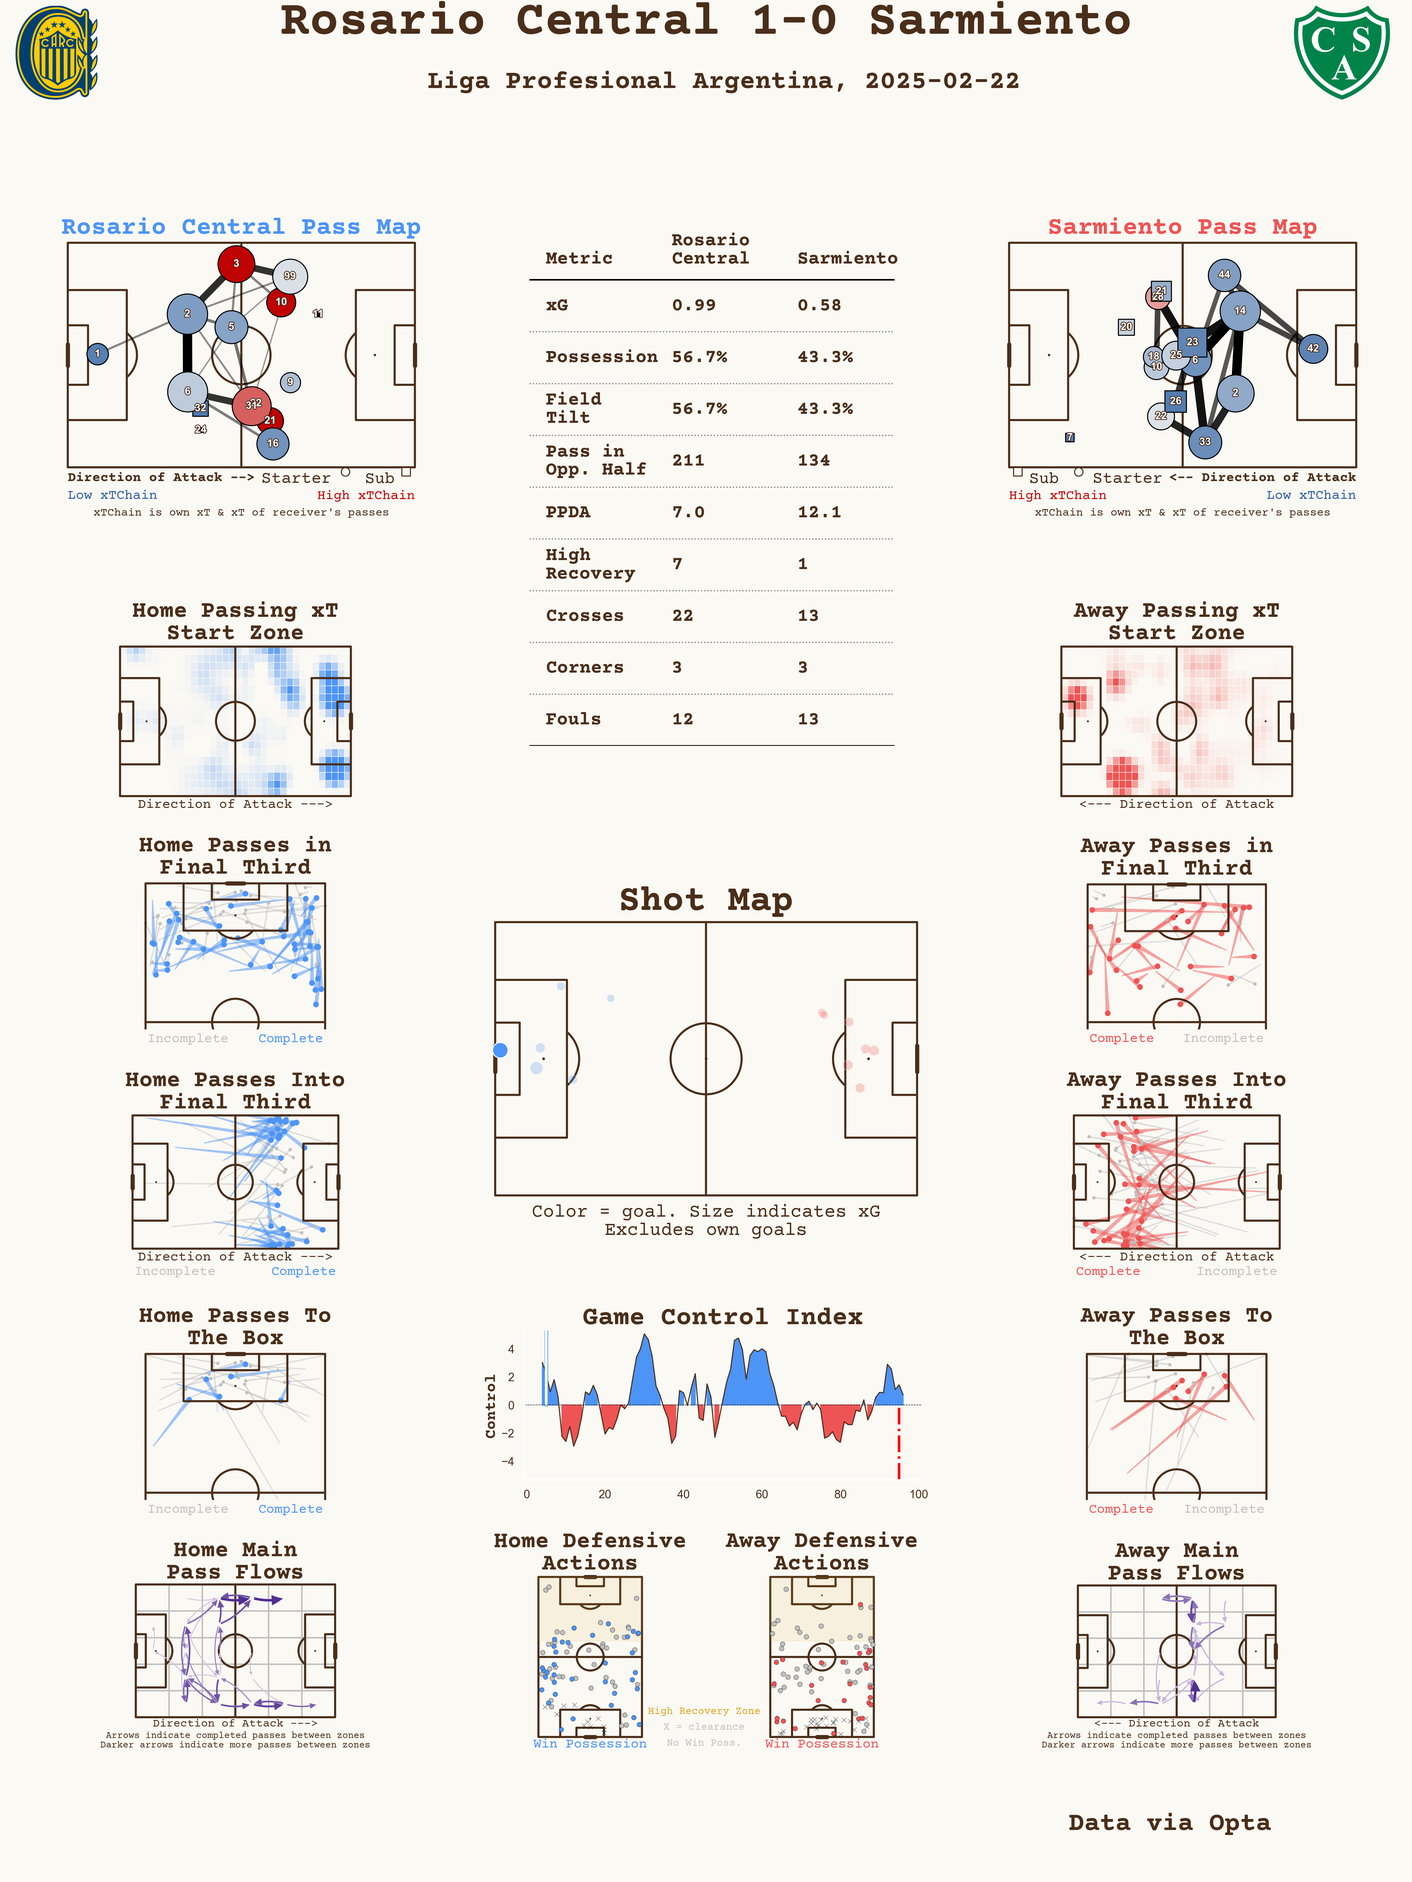 Rosario Central 1-0 Sarmiento
Liga Profesional Argentina, 2025-02-22
CARC
C S
A
Rosario Central Pass Map
3
99
10
2
5
11
1
9
6
32
31
21
24
16
Direction of Attack --> Starter Sub
Low xTChain High xTChain
xTChain is own xT & xT of receiver's passes
Metric Rosario Central Sarmiento
xG 0.99 0.58
Possession 56.7% 43.3%
Field Tilt 56.7% 43.3%
Pass in Opp. Half 211 134
PPDA 7.0 12.1
High Recovery 7 1
Crosses 22 13
Corners 3 3
Fouls 12 13
Sarmiento Pass Map
44
21
28
14
20
23
42
18
25
6
10
2
26
22
7
33
Sub Starter <-- Direction of Attack
High xTChain Low xTChain
xTChain is own xT & xT of receiver's passes
Home Passing xT
Start Zone
Direction of Attack --->
Away Passing xT
Start Zone
<--- Direction of Attack
Home Passes in
Final Third
Incomplete Complete
Away Passes in
Final Third
Complete Incomplete
Shot Map
Color = goal. Size indicates xG
Excludes own goals
Home Passes Into
Final Third
Direction of Attack --->
Incomplete Complete
Away Passes Into
Final Third
<--- Direction of Attack
Complete Incomplete
Home Passes To
The Box
Incomplete Complete
Game Control Index
Control
4
2
0
−2
−4
0 20 40 60 80 100
Away Passes To
The Box
Complete Incomplete
Home Main
Pass Flows
Direction of Attack --->
Arrows indicate completed passes between zones
Darker arrows indicate more passes between zones
Home Defensive
Actions
Win Possession
High Recovery Zone
X = clearance
No Win Poss.
Away Defensive
Actions
Win Possession
Away Main
Pass Flows
<--- Direction of Attack
Arrows indicate completed passes between zones
Darker arrows indicate more passes between zones
Data via Opta